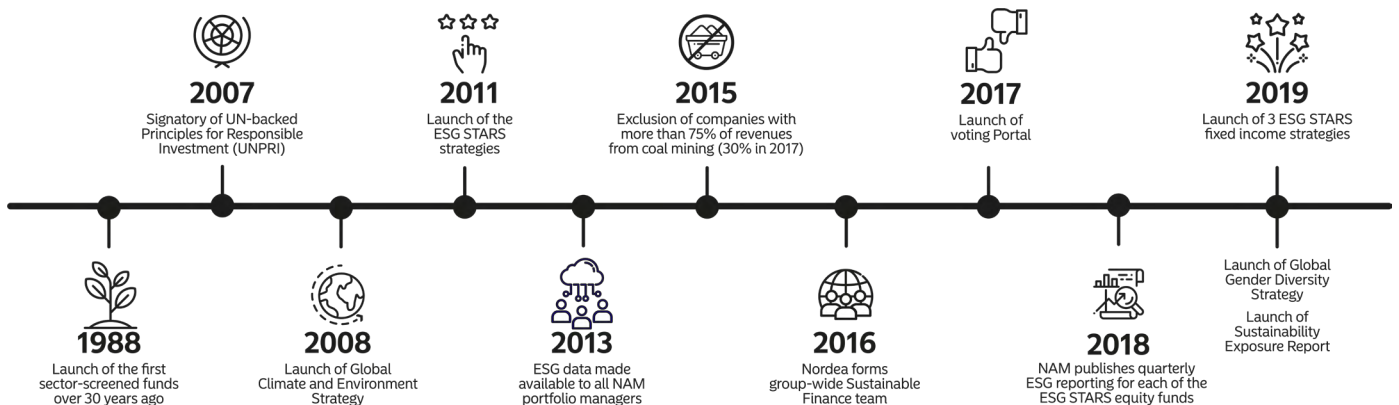 2007
Signatory of UN-backed
Principles for Responsible
Investment (UNPRI)
2011
Launch of the
ESG STARS
strategies
2015
Exclusion of companies with
more than 75% of revenues
from coal mining (30% in 2017)
2017
Launch of
voting Portal
2019
Launch of 3 ESG STARS
fixed income strategies
1988
Launch of the first
sector-screened funds
over 30 years ago
2008
Launch of Global
Climate and Environment
Strategy
2013
ESG data made
available to all NAM
portfolio managers
2016
Nordea forms
group-wide Sustainable
Finance team
2018
NAM publishes quarterly
ESG reporting for each of the
ESG STARS equity funds
Launch of Global
Gender Diversity
Strategy
Launch of
Sustainability
Exposure Report